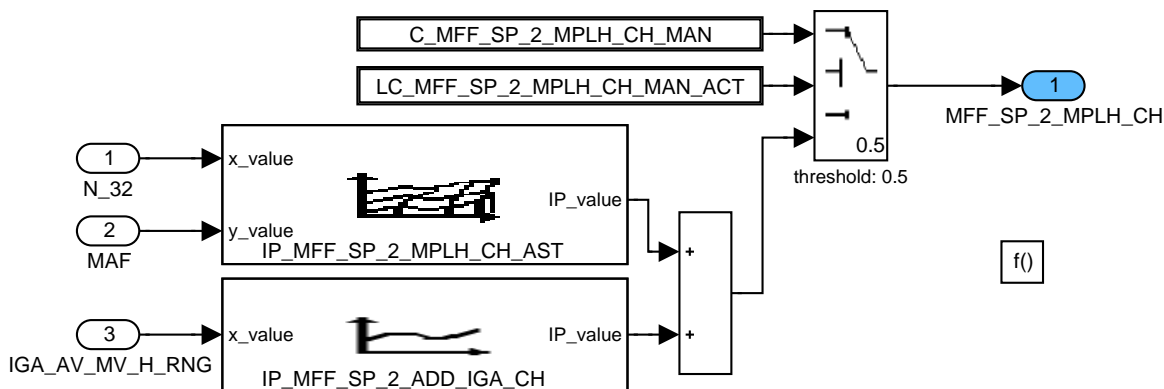 C_MFF_SP_2_MPLH_CH_MAN
LC_MFF_SP_2_MPLH_CH_MAN_ACT
0.5
threshold: 0.5
1
MFF_SP_2_MPLH_CH
1
N_32
x_value
2
MAF
y_value
IP_value
IP_MFF_SP_2_MPLH_CH_AST
+
+
f()
3
IGA_AV_MV_H_RNG
x_value
IP_value
IP_MFF_SP_2_ADD_IGA_CH